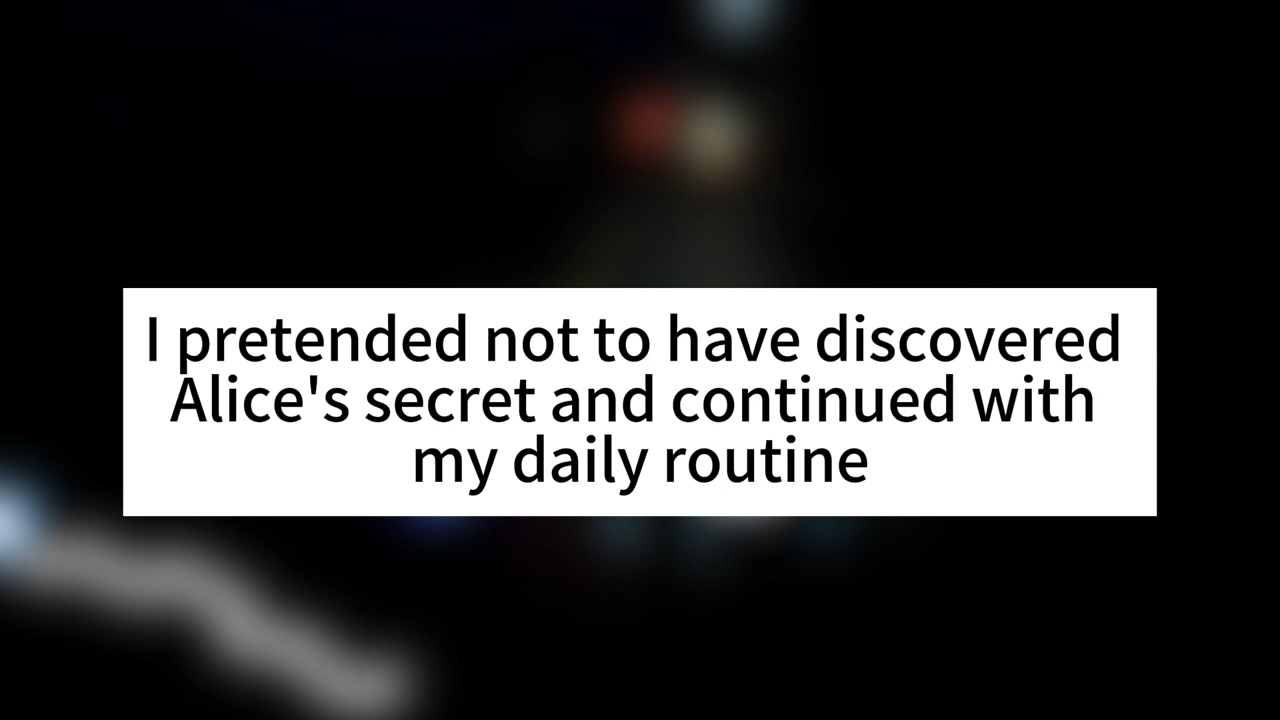 I pretended not to have discovered
Alice's secret and continued with
my daily routine